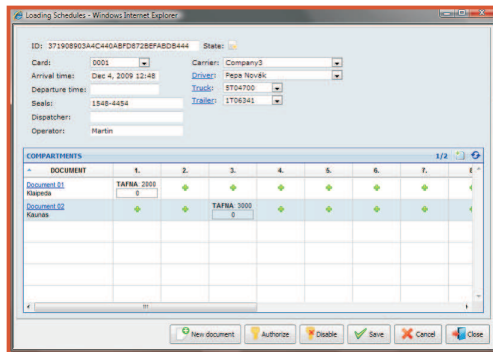 Loading Schedules - Windows Internet Explorer
ID: 371908903A4C440ABFD872BEFABDB444 State:
Card: 0001 Carrier: Company3
Arrival time: Dec 4, 2009 12:48 Driver: Pepa Novák
Departure time: Truck: 5T04700
Seals: 1548-4454 Trailer: 1T06341
Dispatcher:
Operator: Martin
COMPARTMENTS 1/2
DOCUMENT 1. 2. 3. 4. 5. 6. 7. 8
Document 01 TAFNA: 2000
Klaipeda 0
Document 02 TAFNA: 3000
Kaunas 0
New document Authorize Disable Save Cancel Close